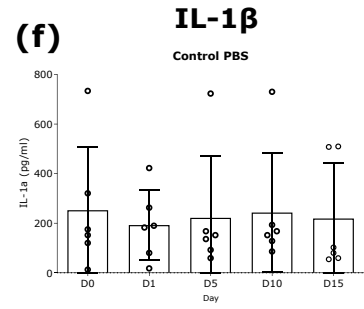 IL-1β
(f)
Control PBS
800
600
400
200
0
IL-1a (pg/ml)
D0 D1 D5 D10 D15
Day